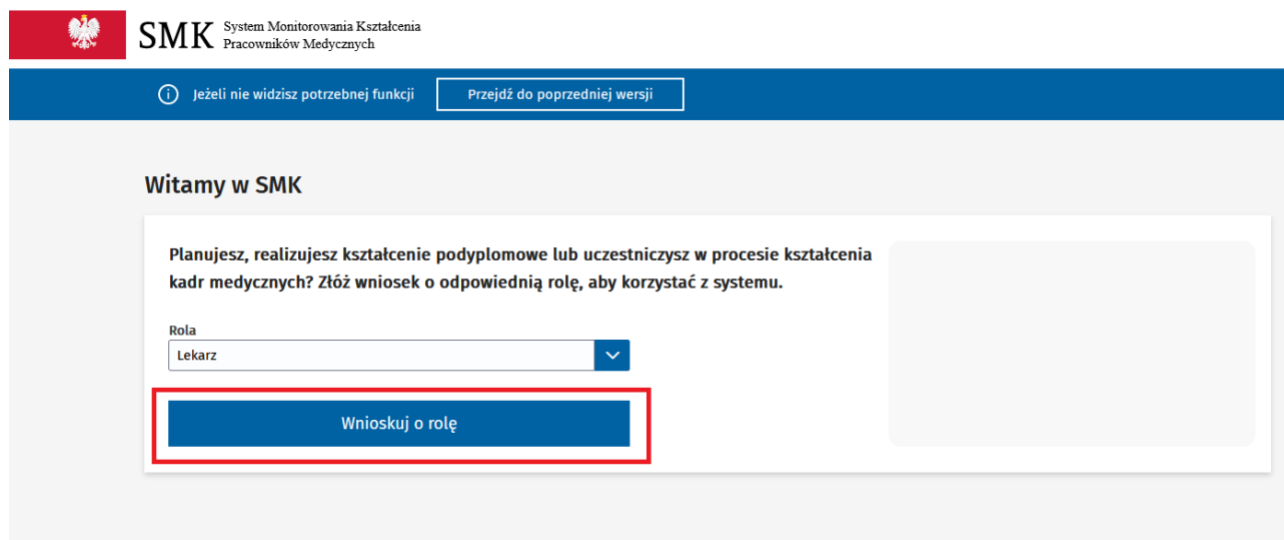 SMK System Monitorowania Kształcenia
Pracowników Medycznych
Jeżeli nie widzisz potrzebnej funkcji
Przejdź do poprzedniej wersji
Witamy w SMK
Planujesz, realizujesz kształcenie podyplomowe lub uczestniczysz w procesie kształcenia
kadr medycznych? Złóż wniosek o odpowiednią rolę, aby korzystać z systemu.
Rola
Lekarz
Wnioskuj o rolę